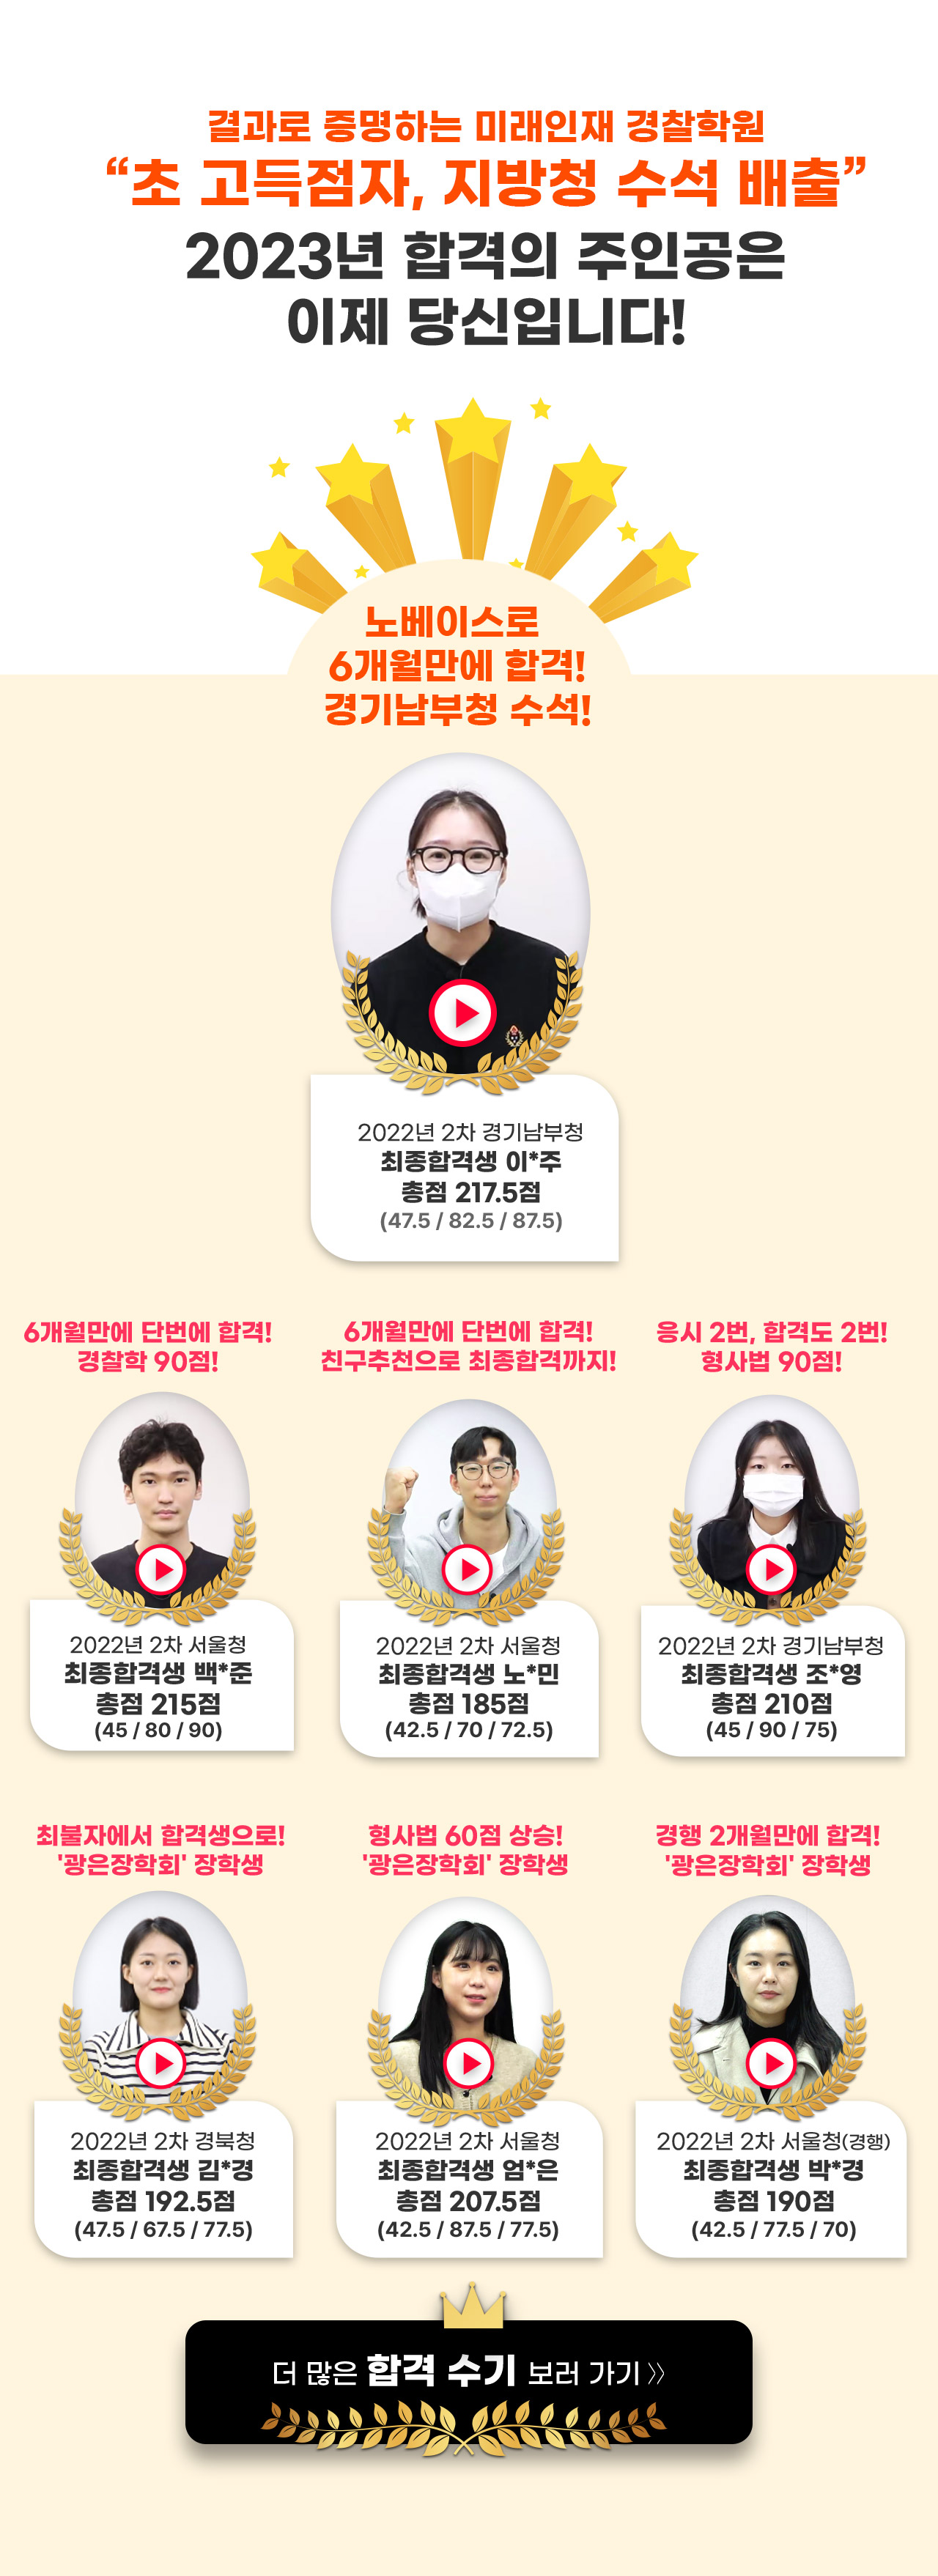 결과로 증명하는 미래인재 경찰학원
“초 고득점자, 지방청 수석 배출”
2023년 합격의 주인공은
이제 당신입니다!
노베이스로
6개월만에 합격!
경기남부청 수석!
2022년 2차 경기남부청
최종합격생 이*주
총점 217.5점
(47.5 / 82.5 / 87.5)
6개월만에 단번에 합격!
경찰학 90점!
2022년 2차 서울청
최종합격생 백*준
총점 215점
(45 / 80 / 90)
6개월만에 단번에 합격!
친구추천으로 최종합격까지!
2022년 2차 서울청
최종합격생 노*민
총점 185점
(42.5 / 70 / 72.5)
응시 2번, 합격도 2번!
형사법 90점!
2022년 2차 경기남부청
최종합격생 조*영
총점 210점
(45 / 90 / 75)
최불자에서 합격생으로!
'광은장학회' 장학생
2022년 2차 경북청
최종합격생 김*경
총점 192.5점
(47.5 / 67.5 / 77.5)
형사법 60점 상승!
'광은장학회' 장학생
2022년 2차 서울청
최종합격생 엄*은
총점 207.5점
(42.5 / 87.5 / 77.5)
경행 2개월만에 합격!
'광은장학회' 장학생
2022년 2차 서울청(경행)
최종합격생 박*경
총점 190점
(42.5 / 77.5 / 70)
더 많은 합격 수기 보러 가기 》